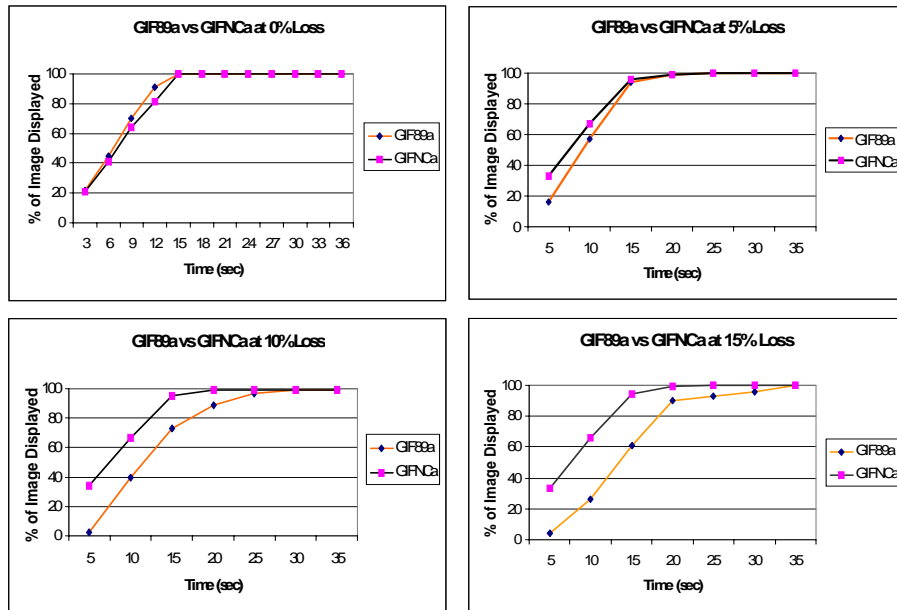 GIF89a vs GIFNCa at 0% Loss
% of Image Displayed
100
80
60
40
20
0
3 6 9 12 15 18 21 24 27 30 33 36
Time (sec)
GIF89a
GIFNCa
GIF89a vs GIFNCa at 5% Loss
% of Image Displayed
100
80
60
40
20
0
5 10 15 20 25 30 35
Time (sec)
GIF89a
GIFNCa
GIF89a vs GIFNCa at 10% Loss
% of Image Displayed
100
80
60
40
20
0
5 10 15 20 25 30 35
Time (sec)
GIF89a
GIFNCa
GIF89a vs GIFNCa at 15% Loss
% of Image Displayed
100
80
60
40
20
0
5 10 15 20 25 30 35
Time (sec)
GIF89a
GIFNCa